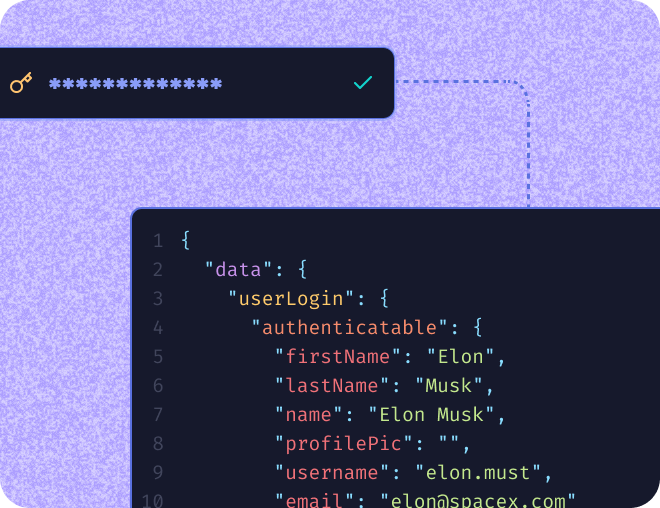 *************
1 {
2 "data": {
3 "userLogin": {
4 "authenticatable": {
5 "firstName": "Elon",
6 "lastName": "Musk",
7 "name": "Elon Musk",
8 "profilePic": "",
9 "username": "elon.must",
10 "email": "elon@spacex.com"